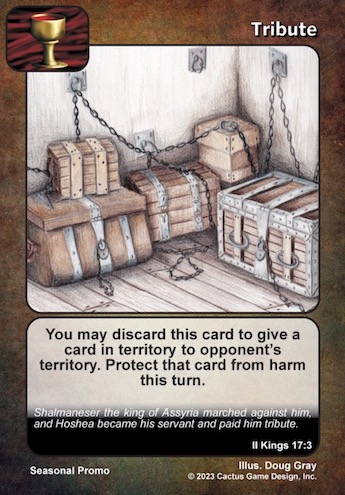 Tribute
You may discard this card to give a
card in territory to opponent's
territory. Protect that card from harm
this turn.
Shalmaneser the king of Assyria marched against him,
and Hoshea became his servant and paid him tribute.
II Kings 17:3
Seasonal Promo
Illus. Doug Gray
© 2023 Cactus Game Design, Inc.